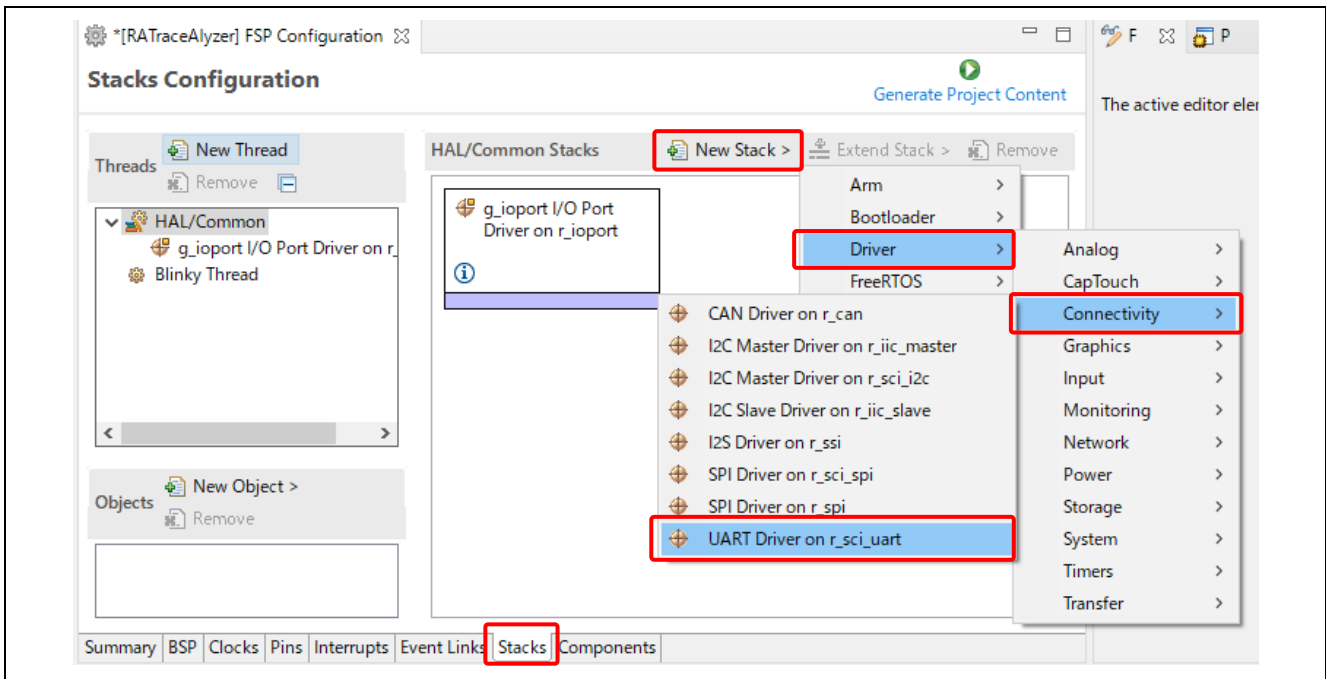 *[RATraceAlyzer] FSP Configuration
F
P
Stacks Configuration
Generate Project Content
The active editor eler
Threads
New Thread
Remove
HAL/Common
g_ioport I/O Port Driver on r_
Blinky Thread
HAL/Common Stacks
New Stack >
Extend Stack >
Remove
g_ioport I/O Port
Driver on r_ioport
Arm >
Bootloader >
Driver >
FreeRTOS >
Analog >
CapTouch >
Connectivity >
Graphics >
Input >
Monitoring >
Network >
Power >
Storage >
System >
Timers >
Transfer >
CAN Driver on r_can
I2C Master Driver on r_iic_master
I2C Master Driver on r_sci_i2c
I2C Slave Driver on r_iic_slave
I2S Driver on r_ssi
SPI Driver on r_sci_spi
SPI Driver on r_spi
UART Driver on r_sci_uart
Objects
New Object >
Remove
Summary BSP Clocks Pins Interrupts Event Links Stacks Components